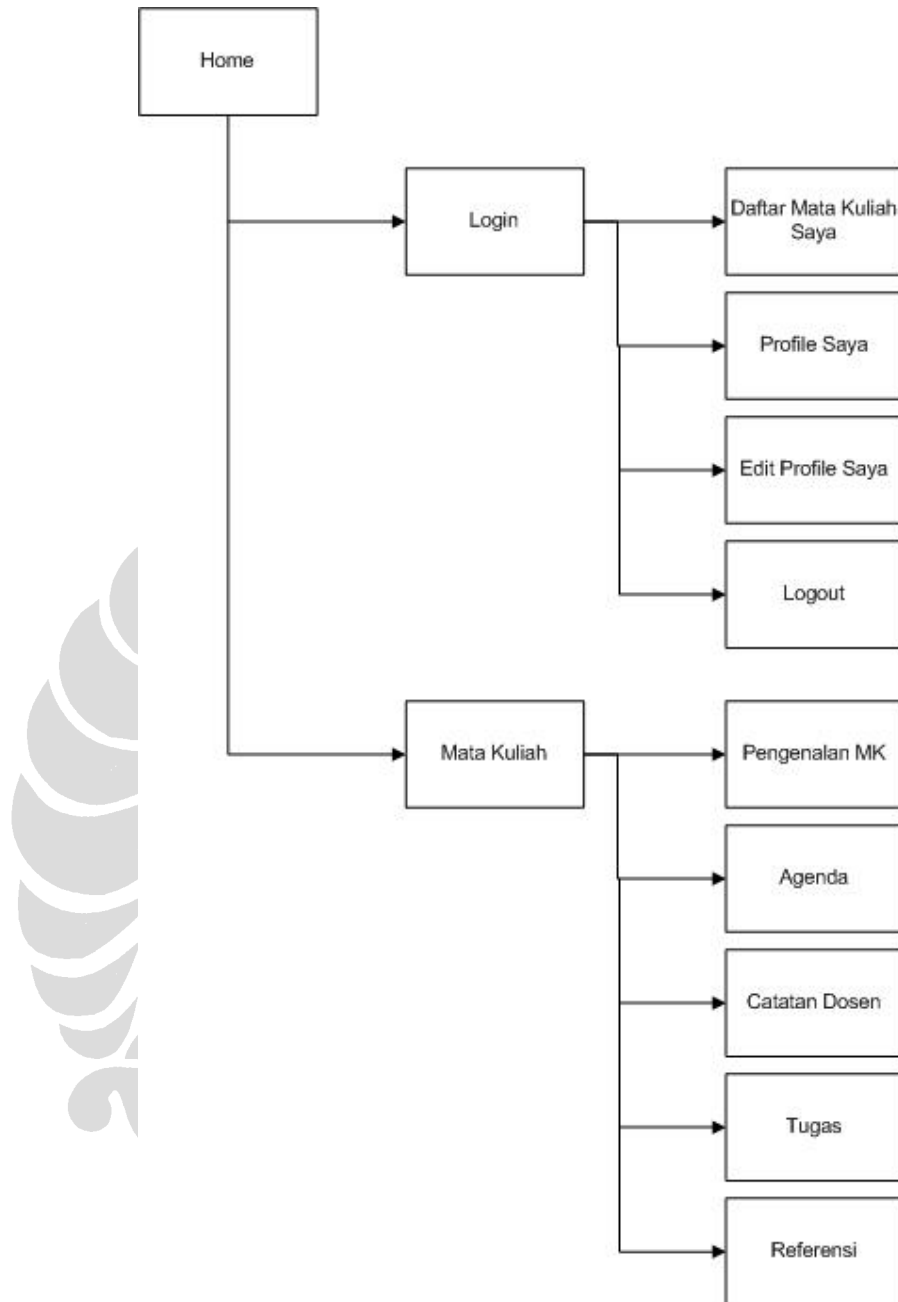 Home
Login
Daftar Mata Kuliah
Saya
Profile Saya
Edit Profile Saya
Logout
Mata Kuliah
Pengenalan MK
Agenda
Catatan Dosen
Tugas
Referensi